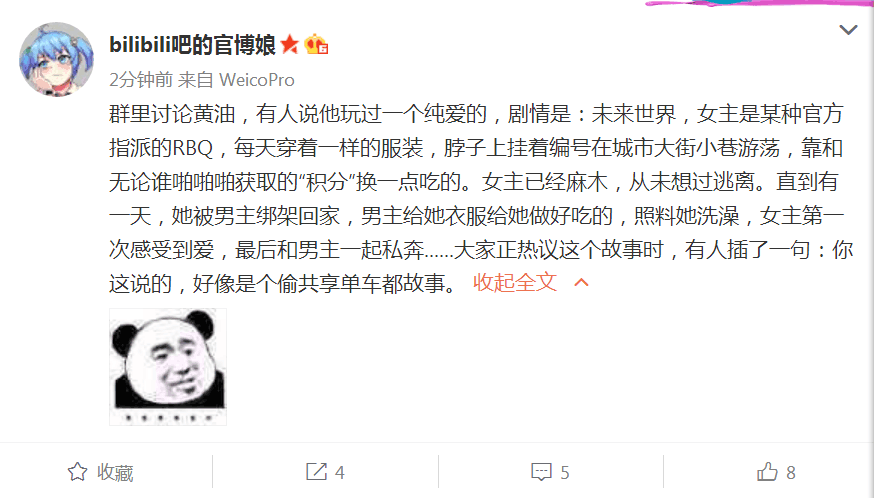 bilibili吧的官博娘
2分钟前 来自 WeicoPro
群里讨论黄油，有人说他玩过一个纯爱的，剧情是：未来世界，女主是某种官方
指派的RBQ，每天穿着一样的服装，脖子上挂着编号在城市大街小巷游荡，靠和
无论谁啪啪啪获取的“积分”换一点吃的。女主已经麻木，从未想过逃离。直到有
一天，她被男主绑架回家，男主给她衣服给她做好吃的，照料她洗澡，女主第一
次感受到爱，最后和男主一起私奔......大家正热议这个故事时，有人插了一句：你
这说的，好像是个偷共享单车都故事。 收起全文
收藏
4
5
8